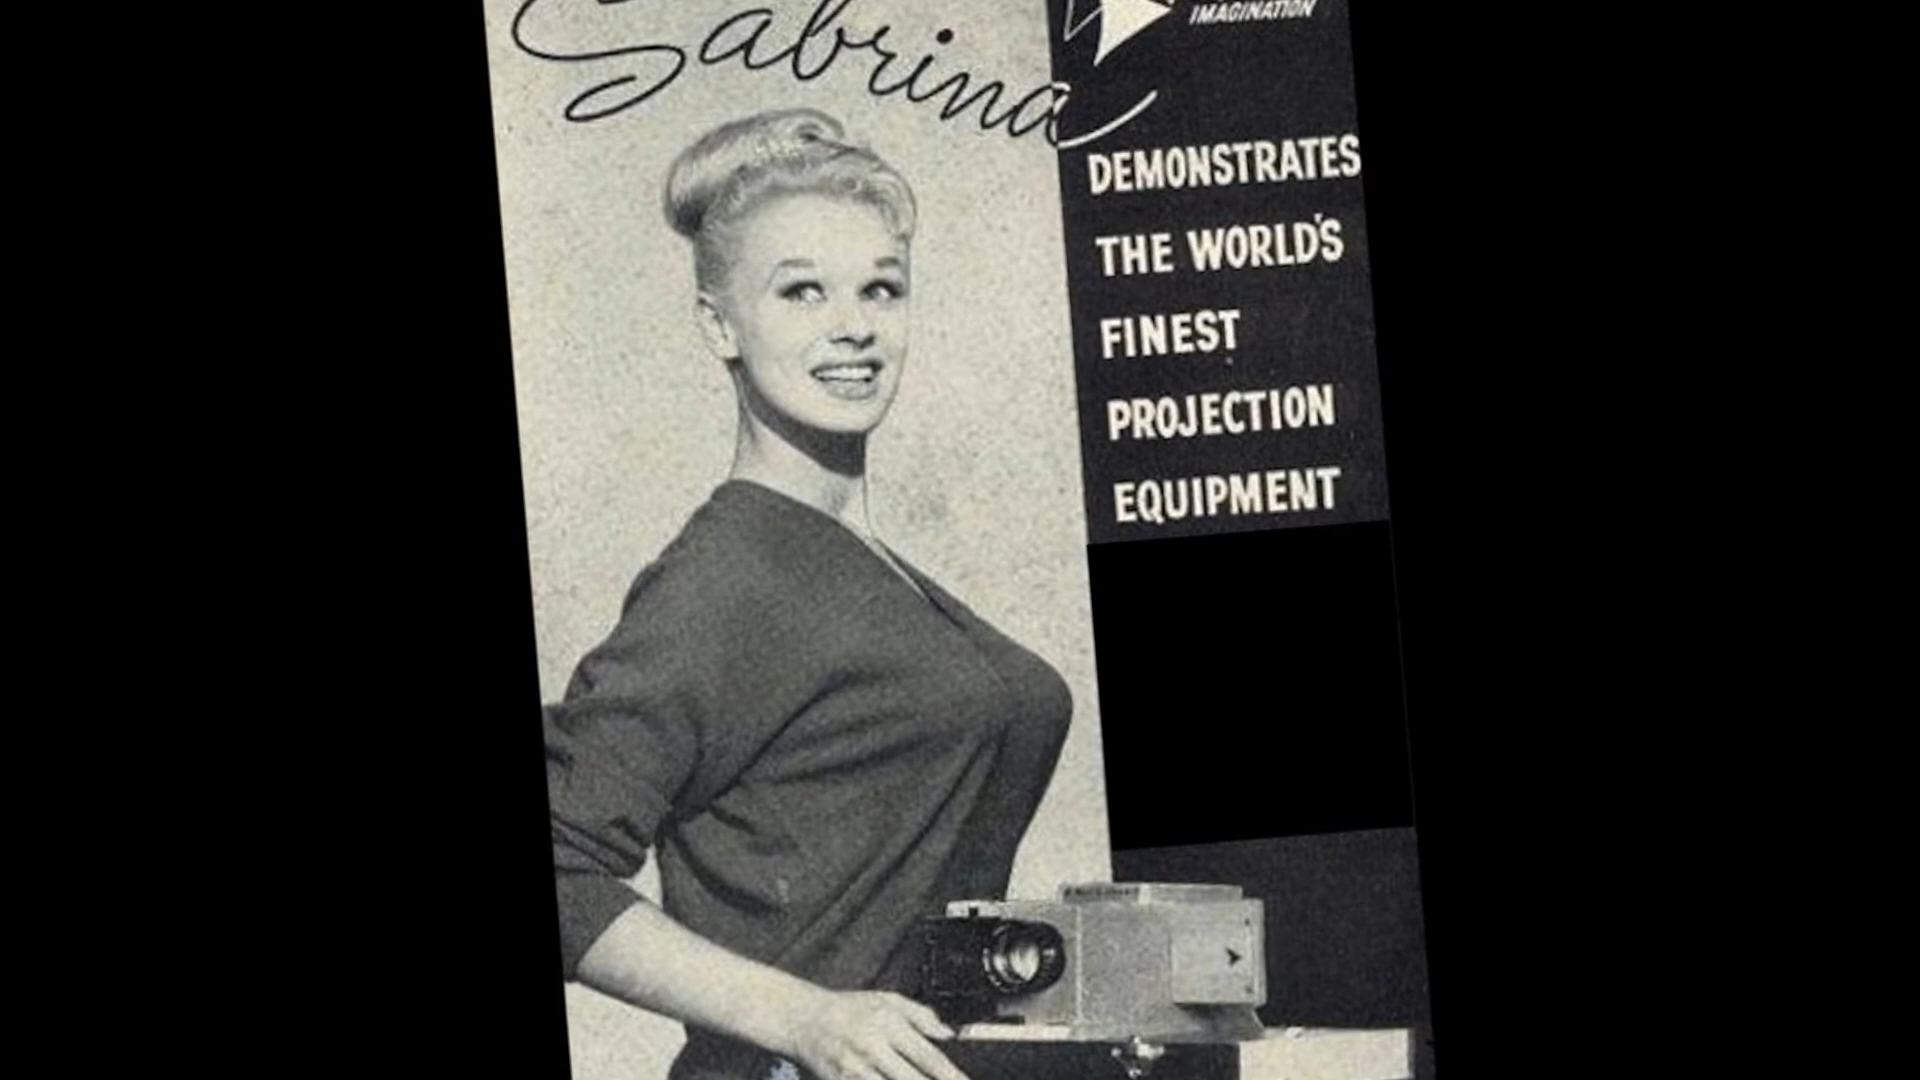 Sabrina
IMAGINATION
DEMONSTRATES
THE WORLD'S
FINEST
PROJECTION
EQUIPMENT